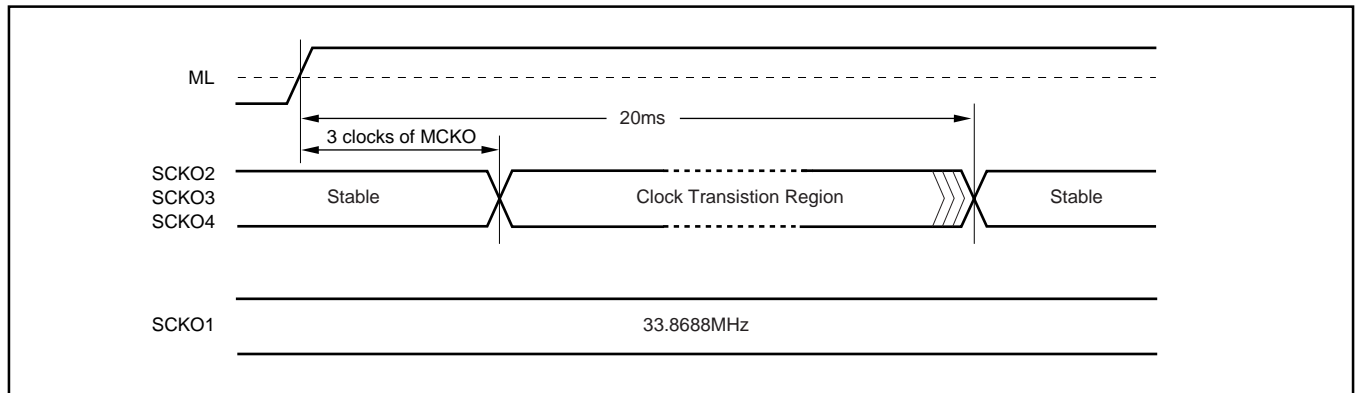 ML
20ms
3 clocks of MCKO
SCKO2
SCKO3
SCKO4
Stable
Clock Transistion Region
Stable
SCKO1
33.8688MHz